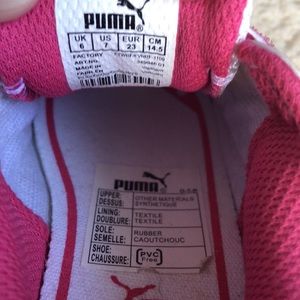 PUMA
UK US EUR CM
6 7 23 14.5
FACTORY
ART.NO.
MADE IN
PUMA
UPPER: OTHER MATERIALS
DESSUS: SYNTHETIQUE
LINING: TEXTILE
DOUBLURE: TEXTILE
SOLE: RUBBER
SEMELLE: CAOUTCHOUC
SHOE:
CHAUSSURE:
PVC
Free